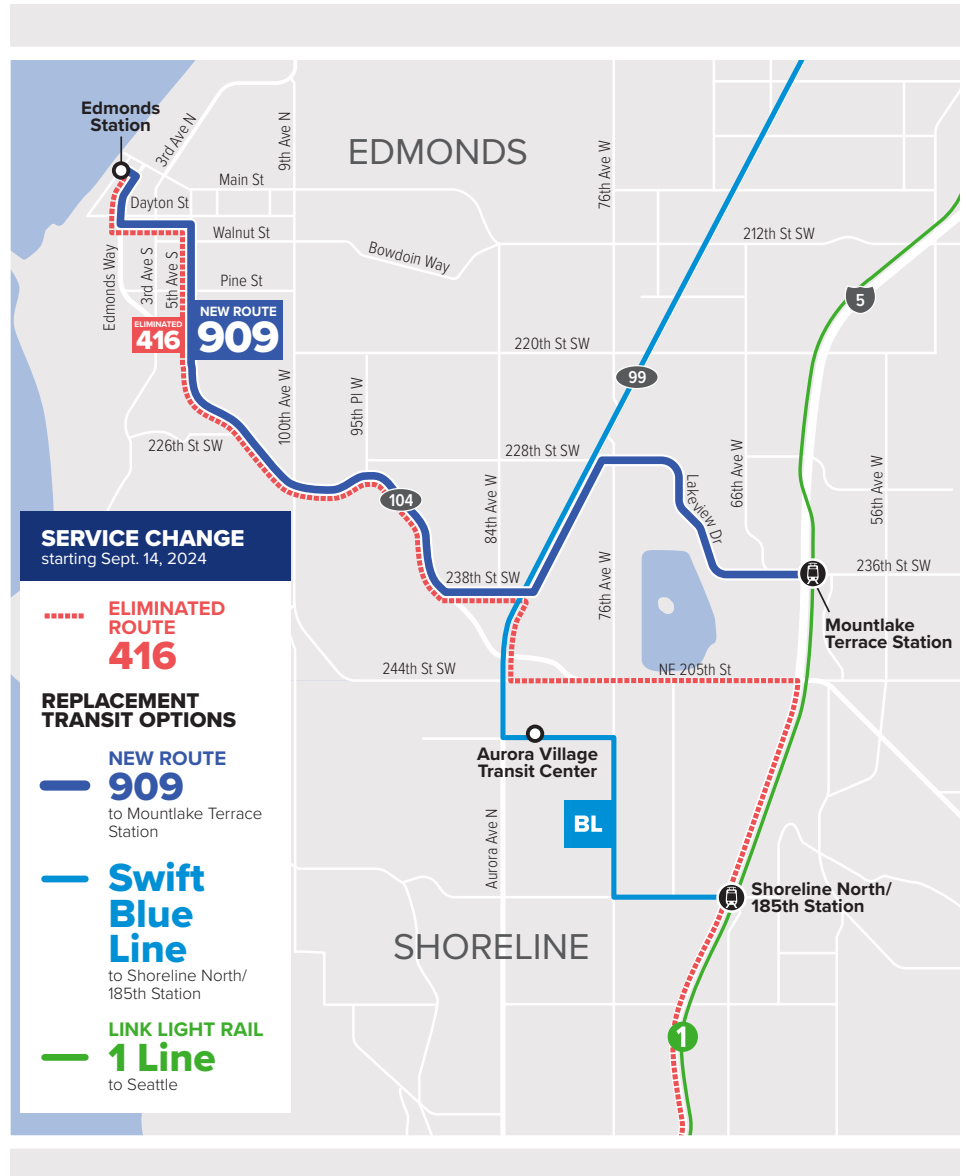 Edmonds
Station
3rd Ave N
9th Ave N
EDMONDS
76th Ave W
Main St
Dayton St
Walnut St
212th St SW
Bowdoin Way
Edmonds Way
3rd Ave S
5th Ave S
Pine St
5
ELIMINATED
416
NEW ROUTE
909
220th St SW
99
100th Ave W
95th Pl W
226th St SW
228th St SW
84th Ave W
66th Ave W
56th Ave W
Lakeview Dr
104
238th St SW
76th Ave W
236th St SW
Mountlake
Terrace Station
244th St SW
NE 205th St
Aurora Village
Transit Center
BL
Aurora Ave N
Shoreline North/
185th Station
SHORELINE
1
SERVICE CHANGE
starting Sept. 14, 2024
ELIMINATED
ROUTE
416
REPLACEMENT
TRANSIT OPTIONS
NEW ROUTE
909
to Mountlake Terrace
Station
Swift
Blue
Line
to Shoreline North/
185th Station
LINK LIGHT RAIL
1 Line
to Seattle